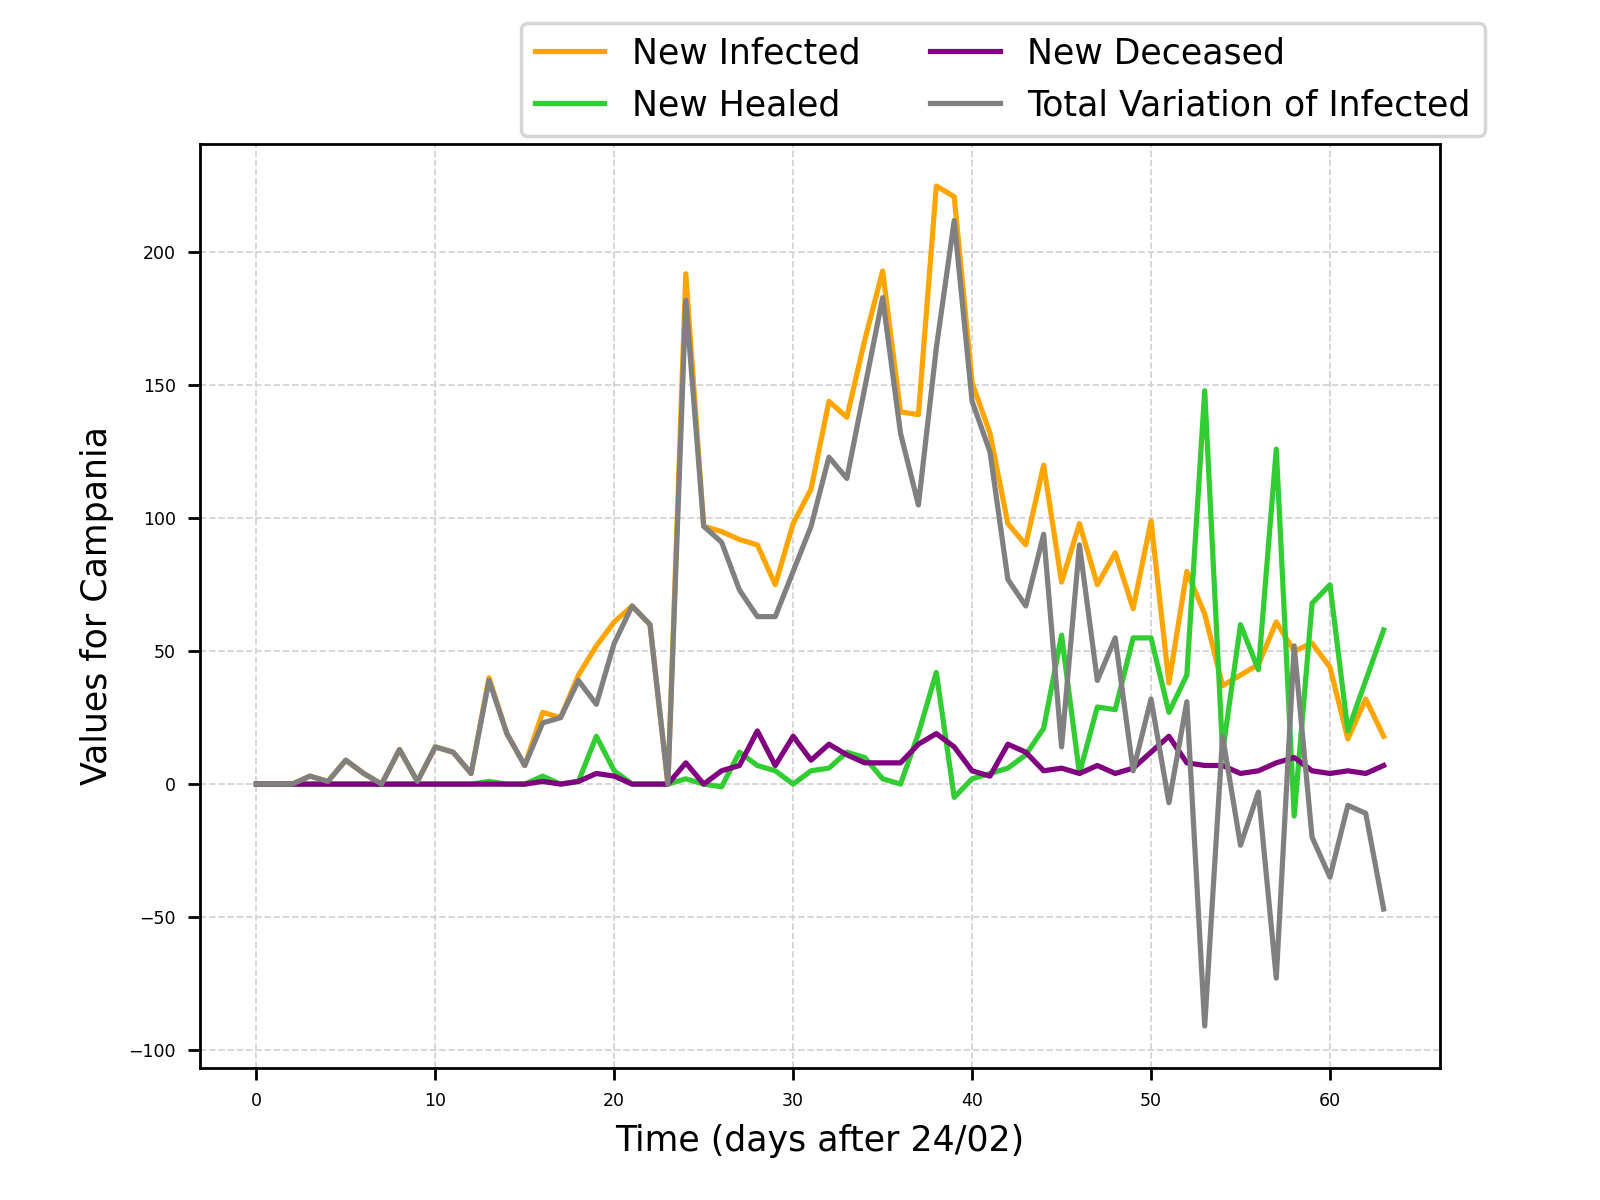 New Infected
New Healed
New Deceased
Total Variation of Infected
Values for Campania
200
150
100
50
0
−50
−100
0 10 20 30 40 50 60
Time (days after 24/02)